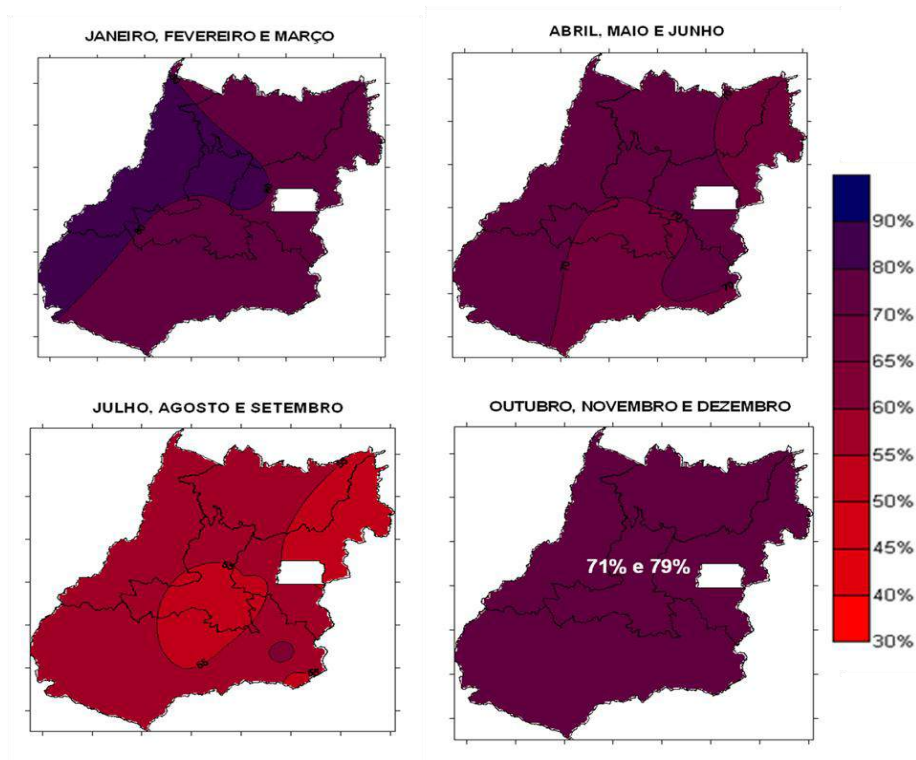 JANEIRO, FEVEREIRO E MARÇO
ABRIL, MAIO E JUNHO
JULHO, AGOSTO E SETEMBRO
OUTUBRO, NOVEMBRO E DEZEMBRO
71% e 79%
90%
80%
70%
65%
60%
55%
50%
45%
40%
30%